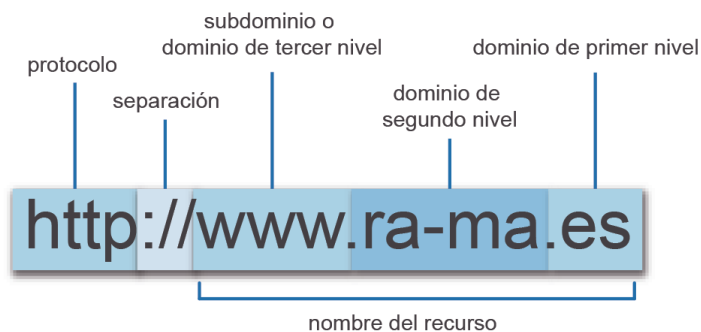 subdominio o
dominio de tercer nivel
dominio de primer nivel
protocolo
separación
dominio de
segundo nivel
http://www.ra-ma.es
nombre del recurso